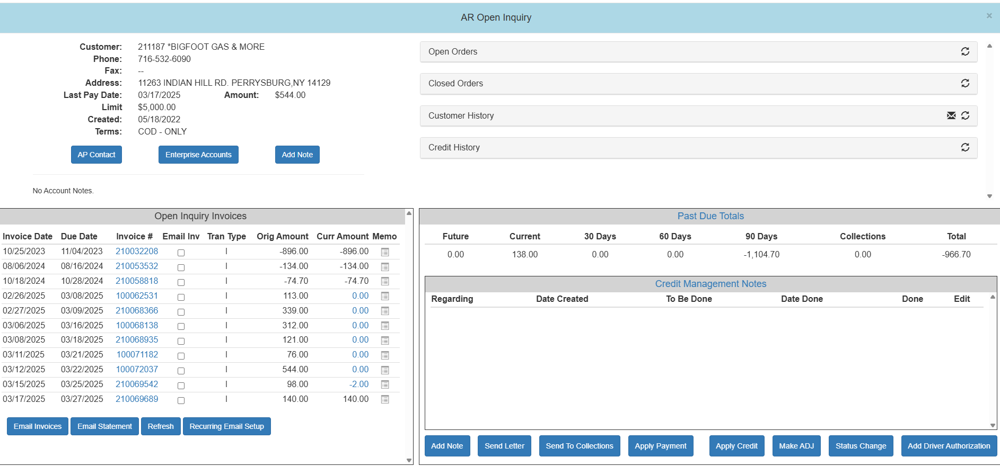 AR Open Inquiry
×
Customer: 211187 *BIGFOOT GAS & MORE
Phone: 716-532-6090
Fax: --
Address: 11263 INDIAN HILL RD. PERRYSBURG,NY 14129
Last Pay Date: 03/17/2025 Amount: $544.00
Limit $5,000.00
Created: 05/18/2022
Terms: COD - ONLY
AP Contact Enterprise Accounts Add Note
No Account Notes.
Open Orders
Closed Orders
Customer History
Credit History
Open Inquiry Invoices
Invoice Date Due Date Invoice # Email Inv Tran Type Orig Amount Curr Amount Memo
10/25/2023 11/04/2023 210032208 I -896.00 -896.00
08/06/2024 08/16/2024 210053532 I -134.00 -134.00
10/18/2024 10/28/2024 210058818 I -74.70 -74.70
02/26/2025 03/08/2025 100062531 I 113.00 0.00
02/27/2025 03/09/2025 210068366 I 339.00 0.00
03/06/2025 03/16/2025 100068138 I 312.00 0.00
03/08/2025 03/18/2025 210068935 I 121.00 0.00
03/11/2025 03/21/2025 100071182 I 76.00 0.00
03/12/2025 03/22/2025 100072037 I 544.00 0.00
03/15/2025 03/25/2025 210069542 I 98.00 -2.00
03/17/2025 03/27/2025 210069689 I 140.00 140.00
Email Invoices Email Statement Refresh Recurring Email Setup
Past Due Totals
Future Current 30 Days 60 Days 90 Days Collections Total
0.00 138.00 0.00 0.00 -1,104.70 0.00 -966.70
Credit Management Notes
Regarding Date Created To Be Done Date Done Done Edit
Add Note Send Letter Send To Collections Apply Payment Apply Credit Make ADJ Status Change Add Driver Authorization